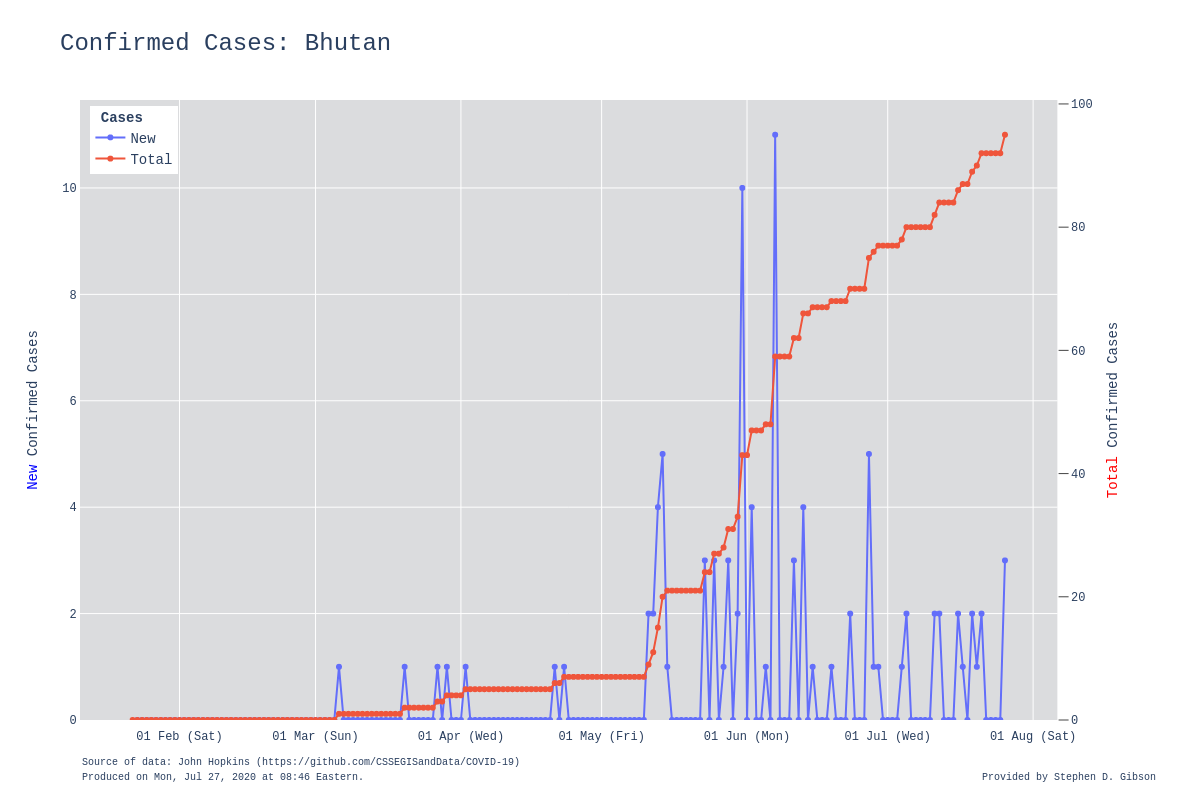 Confirmed Cases: Bhutan
Cases
New
Total
100
10
80
8
60
6
40
4
20
2
0
0
New Confirmed Cases
Total Confirmed Cases
01 Feb (Sat)
01 Mar (Sun)
01 Apr (Wed)
01 May (Fri)
01 Jun (Mon)
01 Jul (Wed)
01 Aug (Sat)
Source of data: John Hopkins (https://github.com/CSSEGISandData/COVID-19)
Produced on Mon, Jul 27, 2020 at 08:46 Eastern.
Provided by Stephen D. Gibson